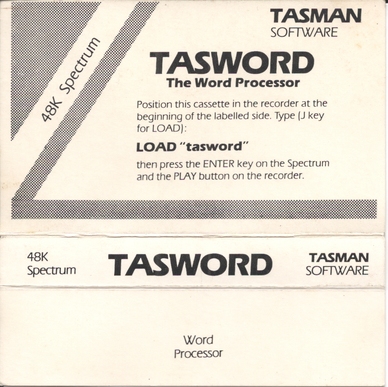 TASMAN
SOFTWARE
48K Spectrum
TASWORD
The Word Processor
Position this cassette in the recorder at the
beginning of the labelled side. Type (J key
for LOAD):
LOAD "tasword"
then press the ENTER key on the Spectrum
and the PLAY button on the recorder.
48K
Spectrum
TASWORD
TASMAN
SOFTWARE
Word
Processor